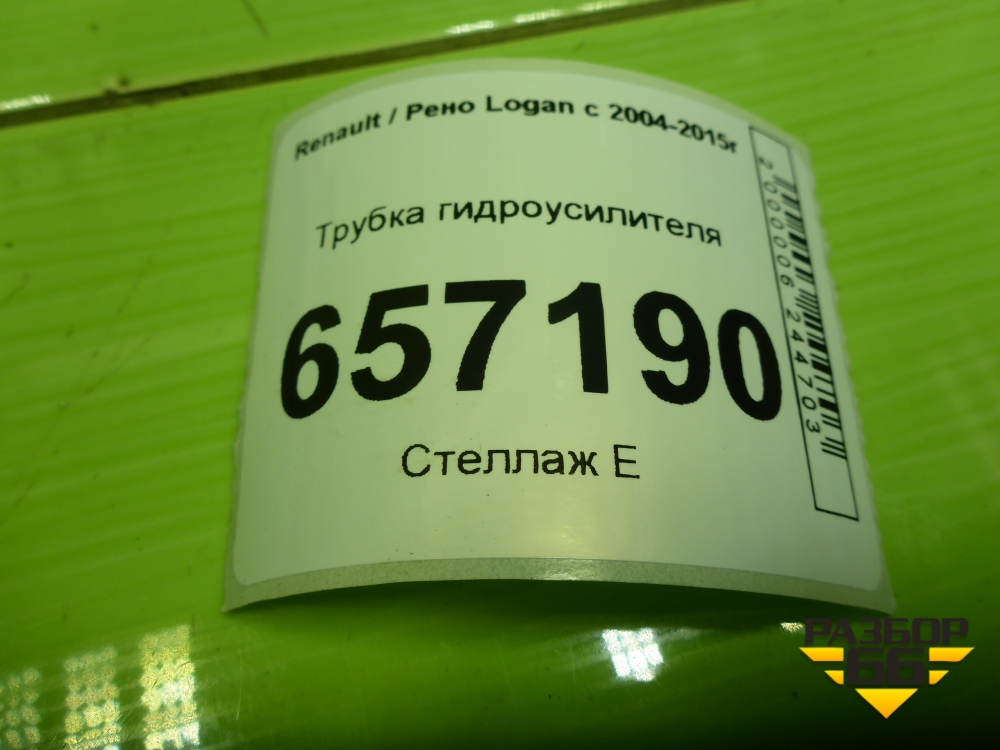 Renault / Рено Logan с 2004-2015г
Трубка гидроусилителя
657190
Стеллаж Е
2000006244703
РАЗБОР
66